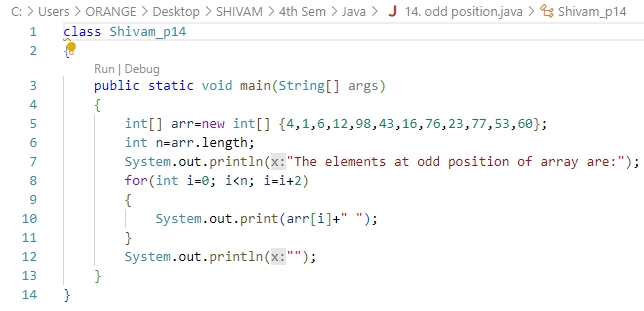 C: > Users > ORANGE > Desktop > SHIVAM > 4th Sem > Java > J 14. odd position.java > Shivam_p14
1 class Shivam_p14
2 {
Run | Debug
3 public static void main(String[] args)
4 {
5 int[] arr=new int[] {4,1,6,12,98,43,16,76,23,77,53,60};
6 int n=arr.length;
7 System.out.println(x:"The elements at odd position of array are:");
8 for(int i=0; i<n; i=i+2)
9 {
10 System.out.print(arr[i]+" ");
11 }
12 System.out.println(x:"");
13 }
14 }